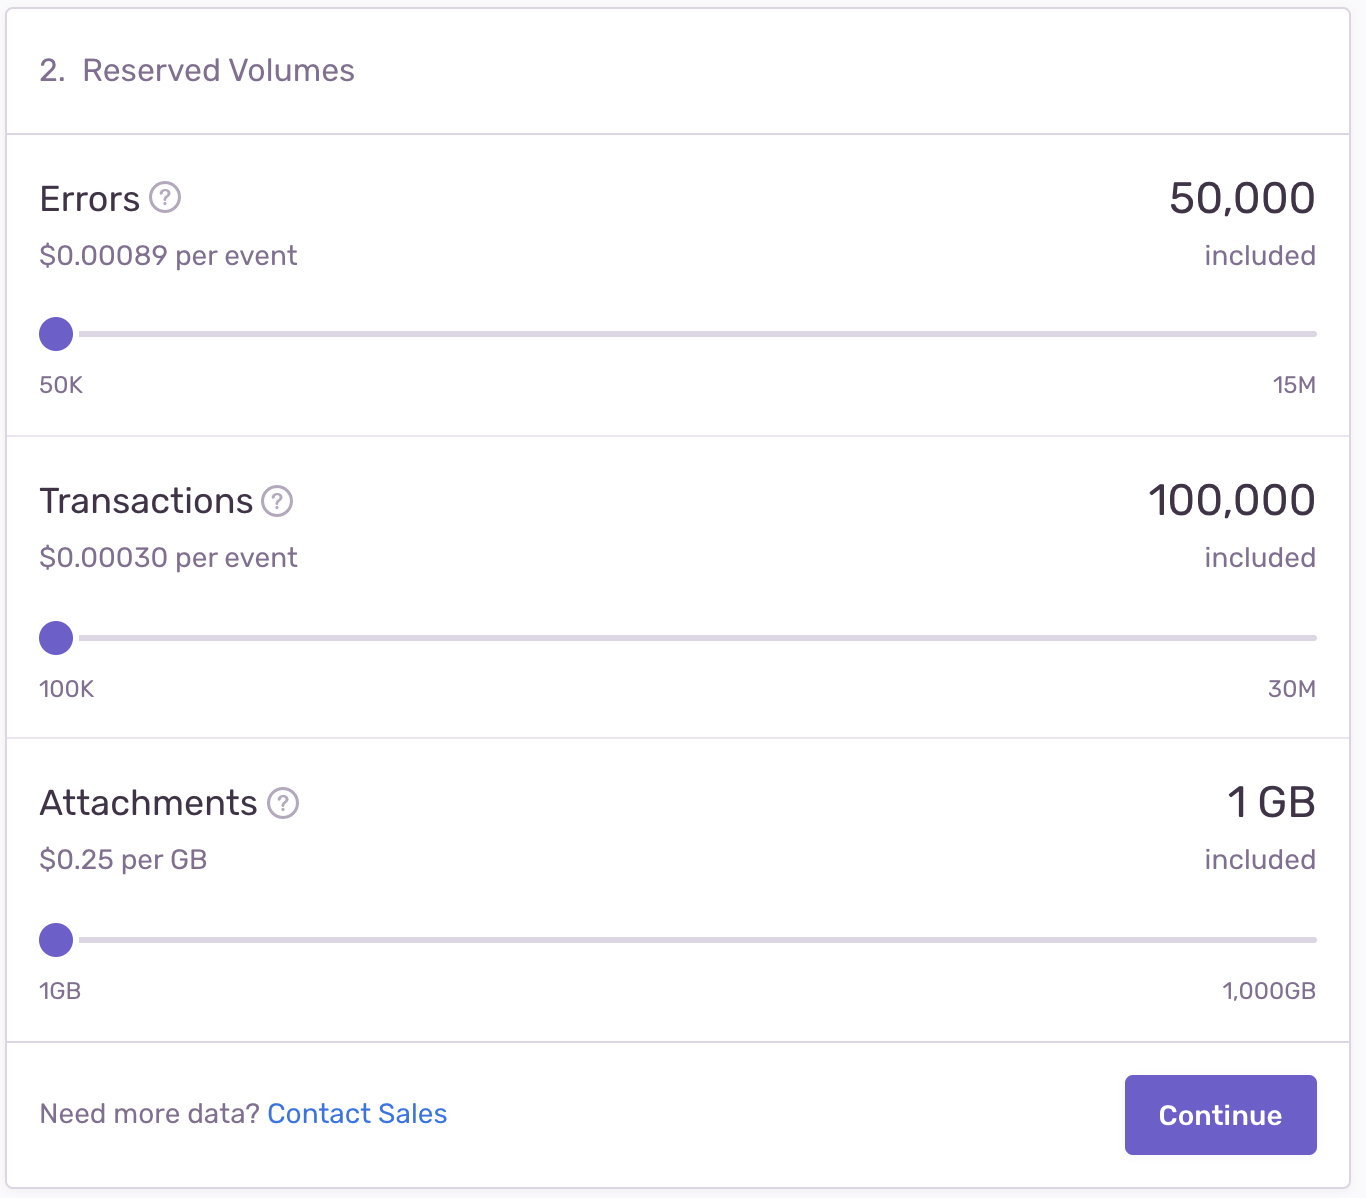 2. Reserved Volumes
Errors ?
50,000
$0.00089 per event
included
50K
15M
Transactions ?
100,000
$0.00030 per event
included
100K
30M
Attachments ?
1 GB
$0.25 per GB
included
1GB
1,000GB
Need more data? Contact Sales
Continue